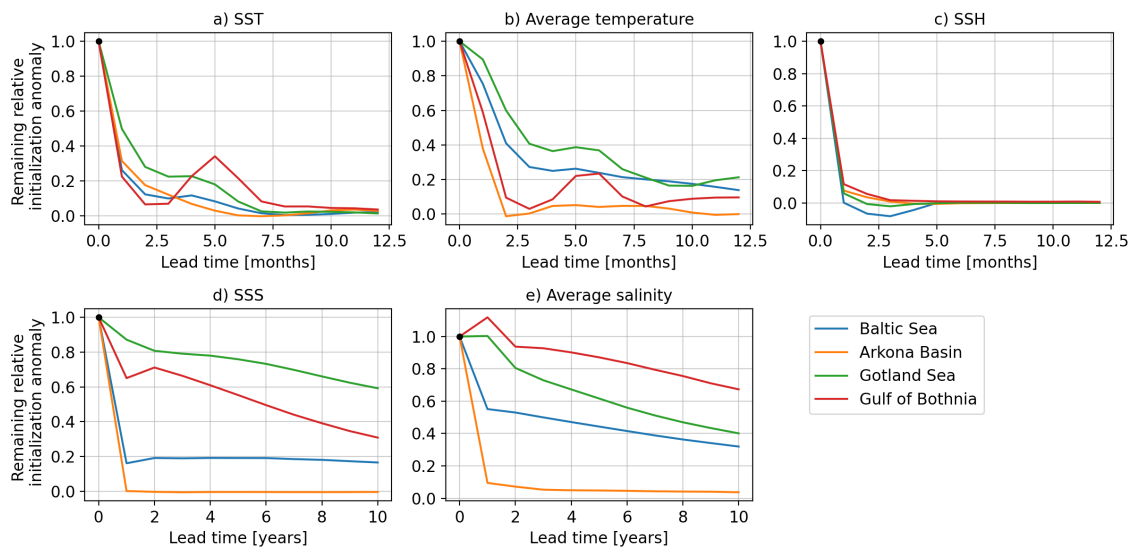 a) SST
b) Average temperature
c) SSH
Remaining relative
initialization anomaly
1.0
0.8
0.6
0.4
0.2
0.0
0.0 2.5 5.0 7.5 10.0 12.5
Lead time [months]
1.0
0.8
0.6
0.4
0.2
0.0
0.0 2.5 5.0 7.5 10.0 12.5
Lead time [months]
1.0
0.8
0.6
0.4
0.2
0.0
0.0 2.5 5.0 7.5 10.0 12.5
Lead time [months]
d) SSS
e) Average salinity
Remaining relative
initialization anomaly
1.0
0.8
0.6
0.4
0.2
0.0
0 2 4 6 8 10
Lead time [years]
1.0
0.8
0.6
0.4
0.2
0.0
0 2 4 6 8 10
Lead time [years]
Baltic Sea
Arkona Basin
Gotland Sea
Gulf of Bothnia